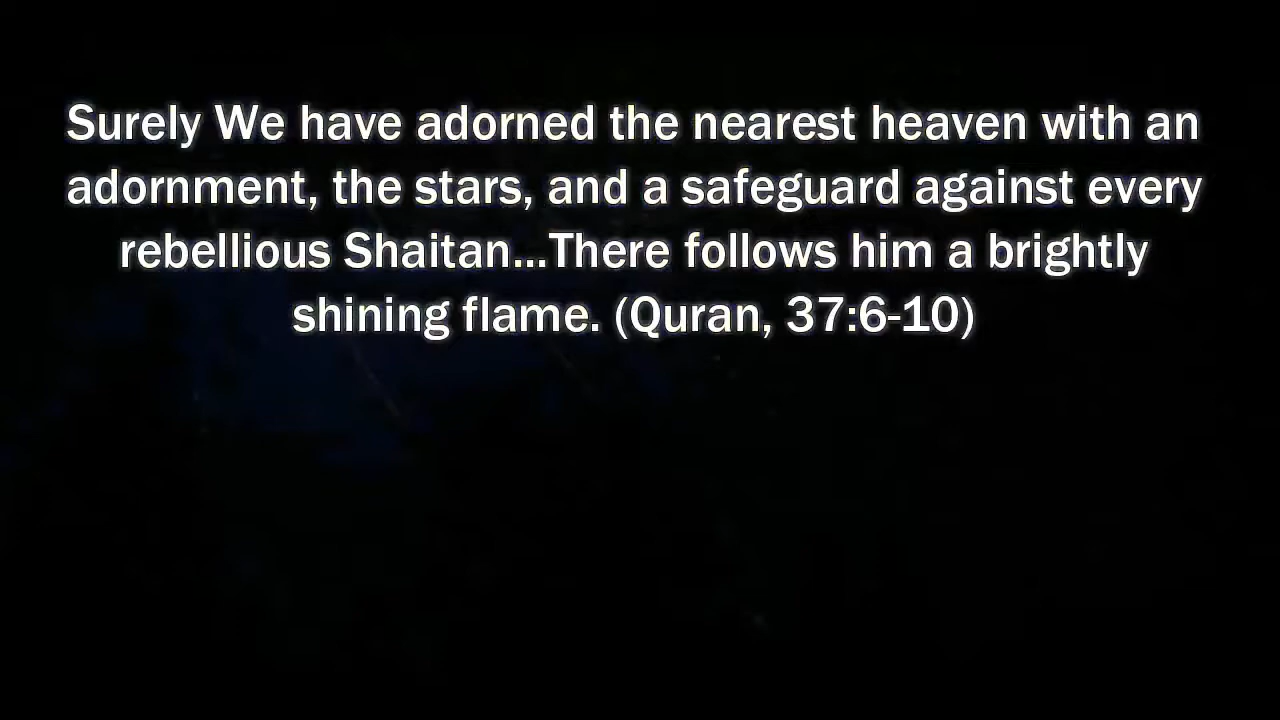 Surely We have adorned the nearest heaven with an
adornment, the stars, and a safeguard against every
rebellious Shaitan...There follows him a brightly
shining flame. (Quran, 37:6-10)